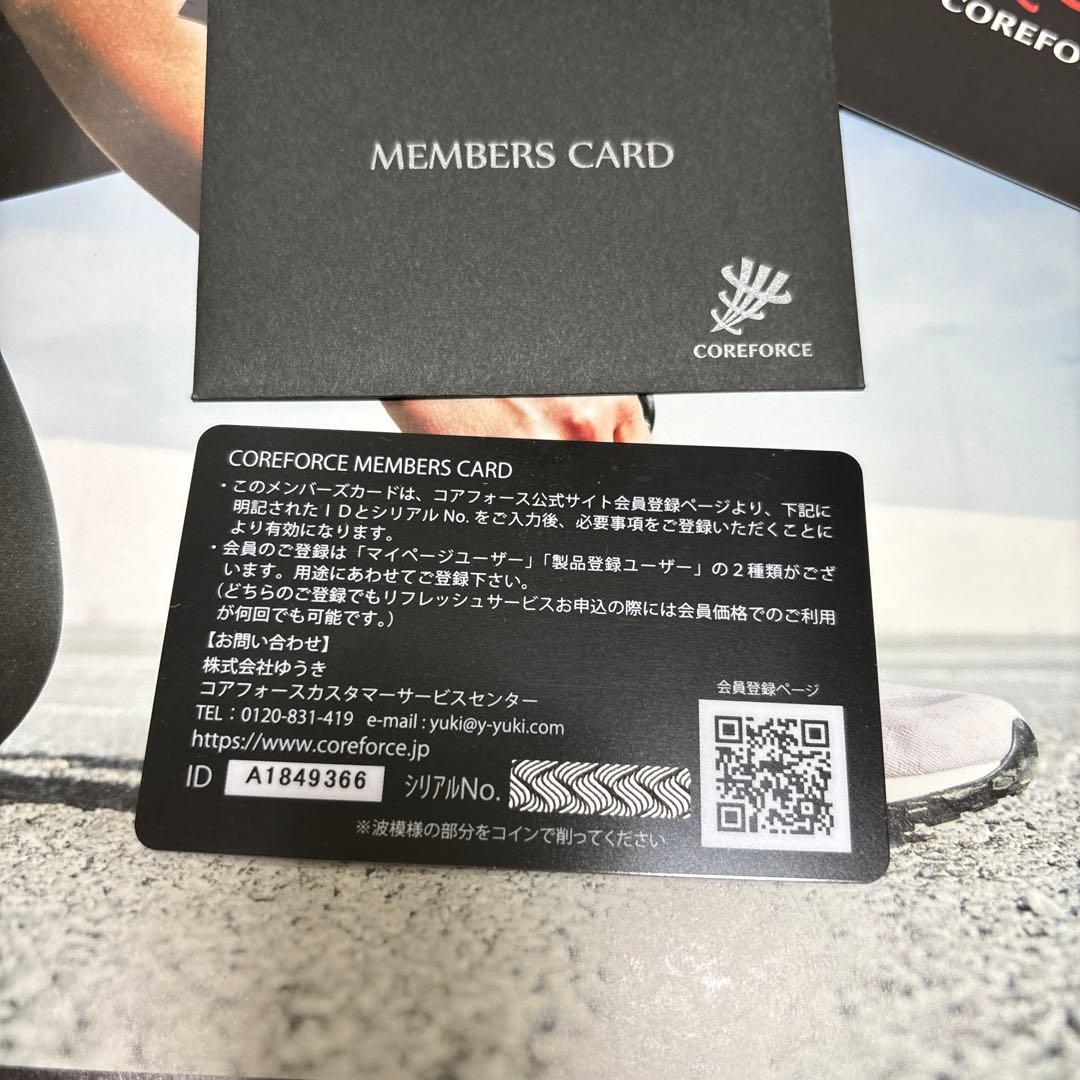 COREFO
MEMBERS CARD
COREFORCE
COREFORCE MEMBERS CARD
・このメンバーズカードは、コアフォース公式サイト会員登録ページより、下記に
明記されたＩＤとシリアル No. をご入力後、必要事項をご登録いただくことに
より有効になります。
・会員のご登録は「マイページユーザー」「製品登録ユーザー」の２種類がござ
います。用途にあわせてご登録下さい。
（どちらのご登録でもリフレッシュサービスお申込の際には会員価格でのご利用
が何回でも可能です。）
【お問い合わせ】
株式会社ゆうき
コアフォースカスタマーサービスセンター
TEL：0120-831-419 e-mail : yuki@y-yuki.com
https://www.coreforce.jp
会員登録ページ
ID A1849366 シリアルNo.
※波模様の部分をコインで削ってください